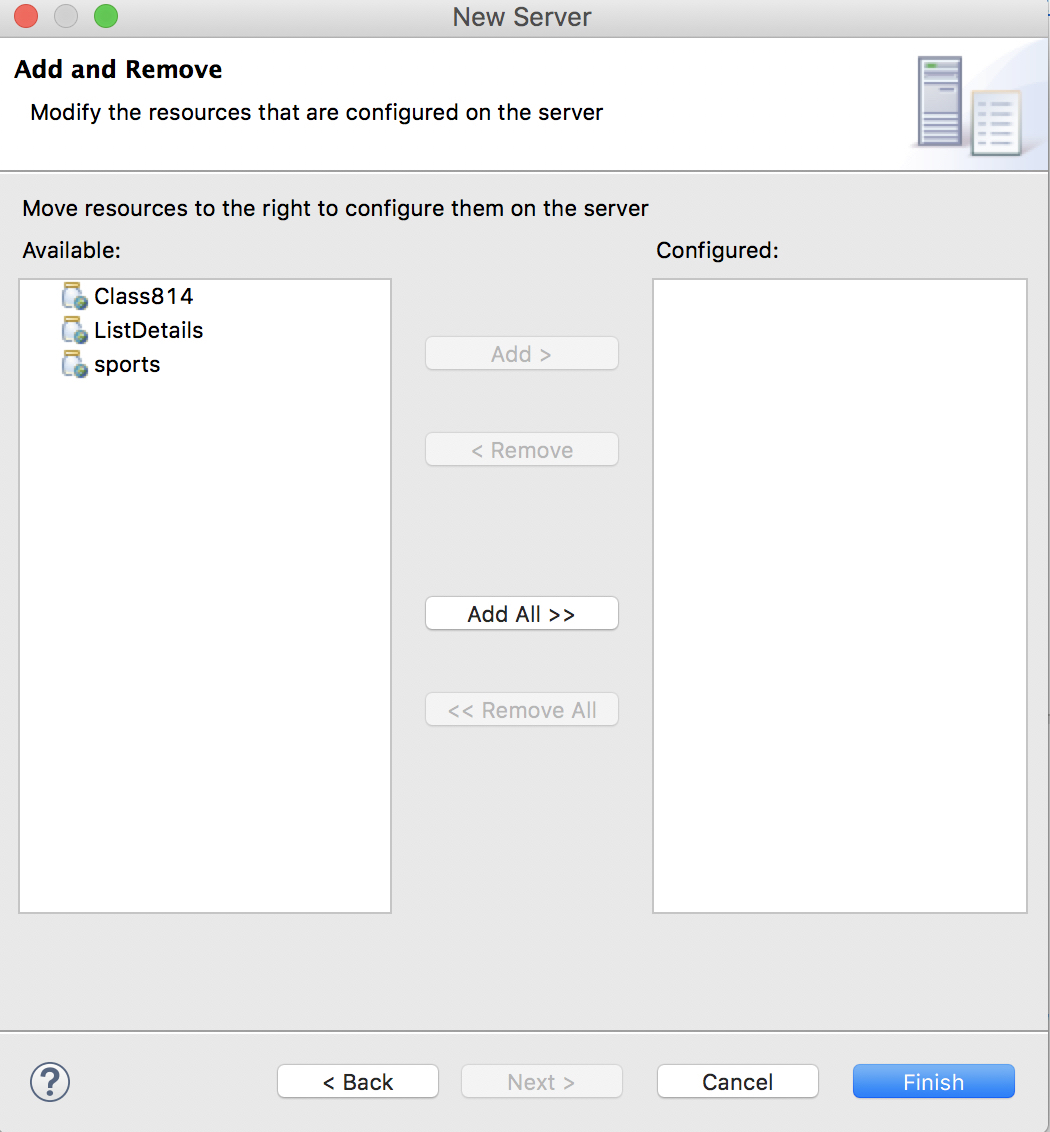 New Server
Add and Remove
Modify the resources that are configured on the server
Move resources to the right to configure them on the server
Available:
Configured:
Class814
ListDetails
sports
Add >
< Remove
Add All >>
<< Remove All
?
< Back
Next >
Cancel
Finish